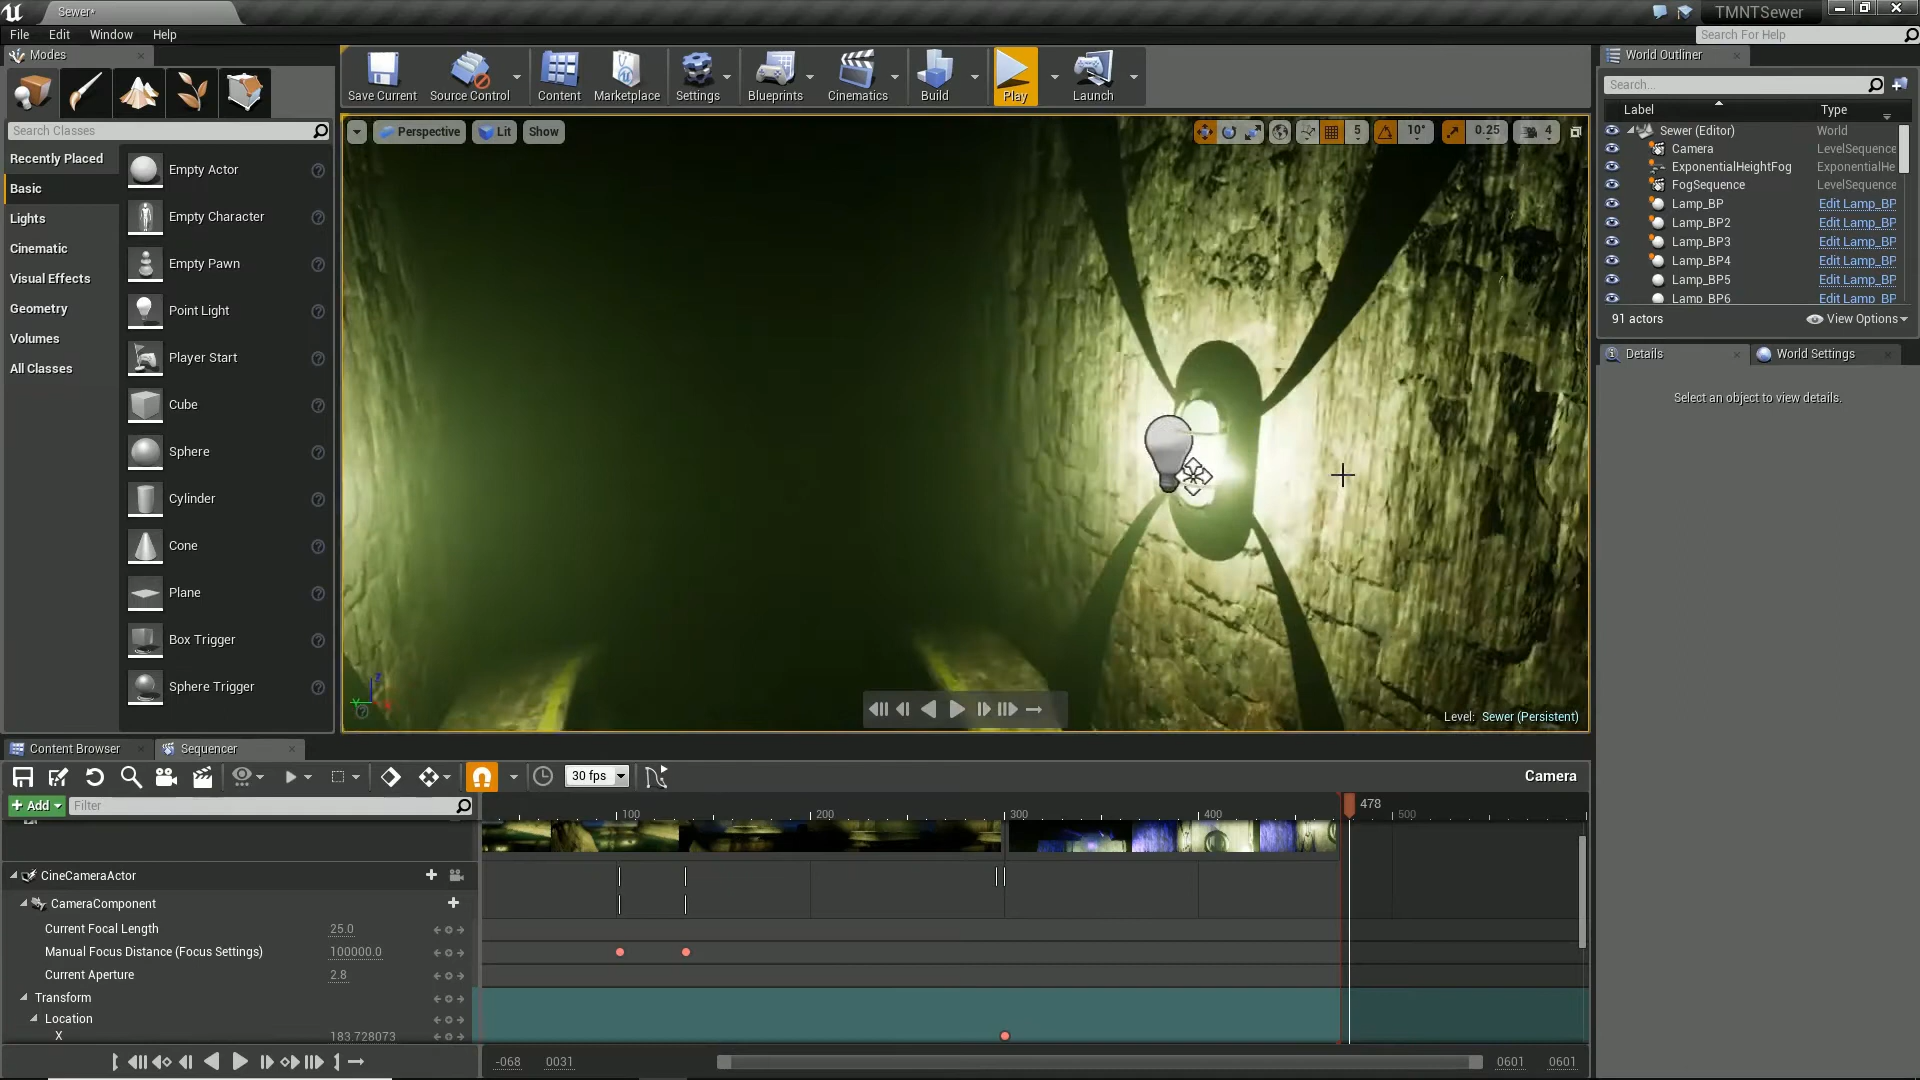 Sewer*
TMNTSewer
File Edit Window Help
Search For Help
Modes
Save Current
Source Control
Content
Marketplace
Settings
Blueprints
Cinematics
Build
Play
Launch
World Outliner
Search...
Label Type
Sewer (Editor) World
Camera LevelSequence
ExponentialHeightFog ExponentialHe
FogSequence LevelSequence
Lamp_BP Edit Lamp_BP
Lamp_BP2 Edit Lamp_BP
Lamp_BP3 Edit Lamp_BP
Lamp_BP4 Edit Lamp_BP
Lamp_BP5 Edit Lamp_BP
Lamp_BP6 Edit Lamp_BP
91 actors View Options
Details World Settings
Select an object to view details.
Search Classes
Recently Placed
Basic
Lights
Cinematic
Visual Effects
Geometry
Volumes
All Classes
Empty Actor
Empty Character
Empty Pawn
Point Light
Player Start
Cube
Sphere
Cylinder
Cone
Plane
Box Trigger
Sphere Trigger
Perspective Lit Show
5 10° 0.25 4
Level: Sewer (Persistent)
Content Browser Sequencer
30 fps
Camera
Add Filter
100 200 300 400 478 500
CineCameraActor
CameraComponent
Current Focal Length 25.0
Manual Focus Distance (Focus Settings) 100000.0
Current Aperture 2.8
Transform
Location
X 183.728073
-068 0031 0601 0601